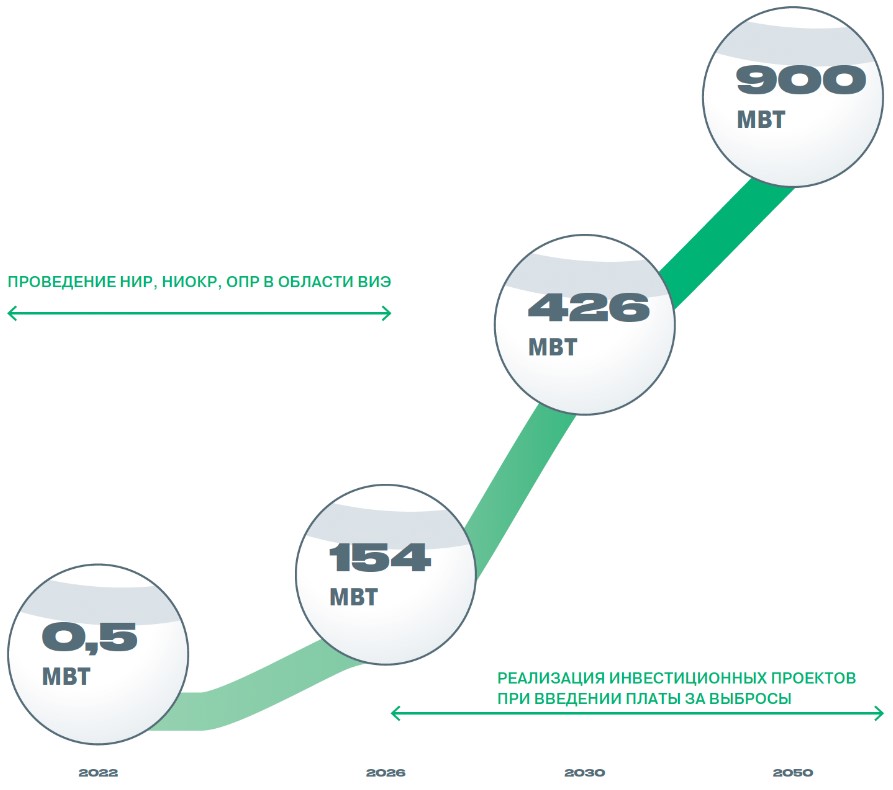 900
МВТ
ПРОВЕДЕНИЕ НИР, НИОКР, ОПР В ОБЛАСТИ ВИЭ
426
МВТ
154
МВТ
0,5
МВТ
РЕАЛИЗАЦИЯ ИНВЕСТИЦИОННЫХ ПРОЕКТОВ
ПРИ ВВЕДЕНИИ ПЛАТЫ ЗА ВЫБРОСЫ
2022 2026 2030 2050